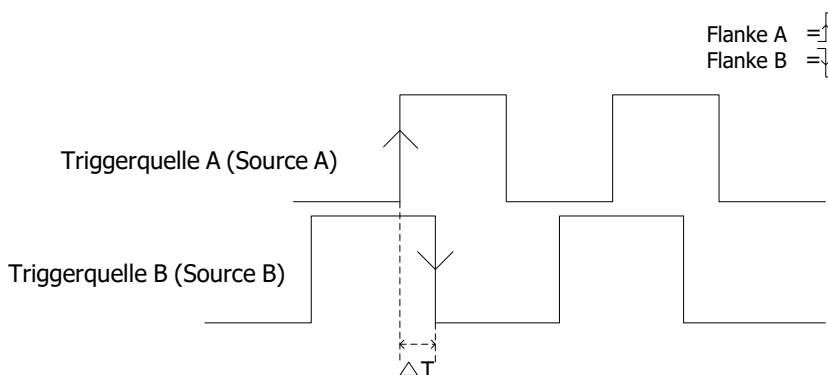 Flanke A =
Flanke B =
Triggerquelle A (Source A)
Triggerquelle B (Source B)
△T